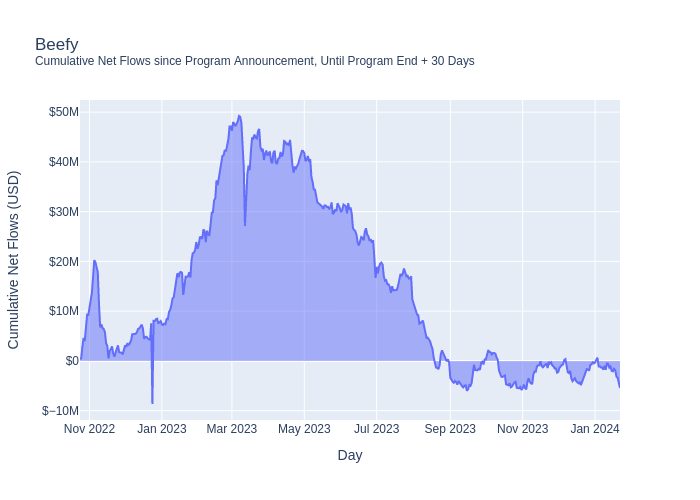 Beefy
Cumulative Net Flows since Program Announcement, Until Program End + 30 Days
Cumulative Net Flows (USD)
$50M
$40M
$30M
$20M
$10M
$0
$−10M
Nov 2022 Jan 2023 Mar 2023 May 2023 Jul 2023 Sep 2023 Nov 2023 Jan 2024
Day